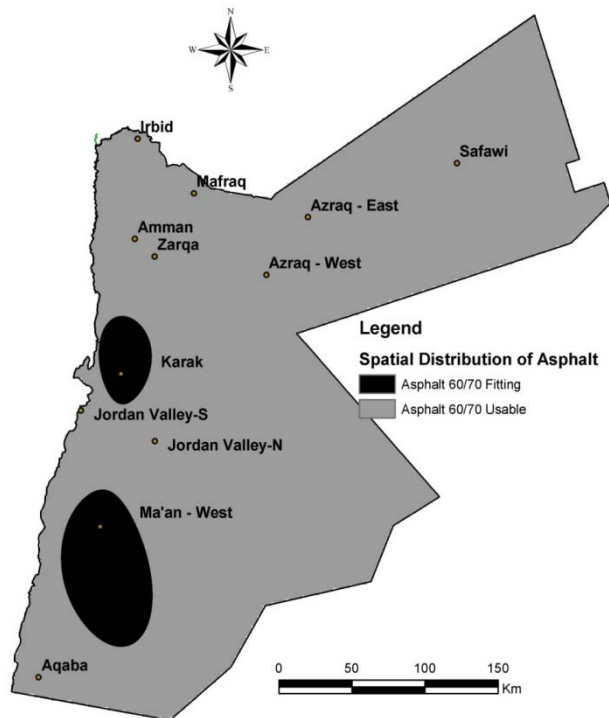 N
W E
S
Irbid
Safawi
Mafraq
Azraq - East
Amman
Zarqa
Azraq - West
Legend
Spatial Distribution of Asphalt
Karak
Asphalt 60/70 Fitting
Asphalt 60/70 Usable
Jordan Valley-S
Jordan Valley-N
Ma'an - West
Aqaba
0 50 100 150
Km